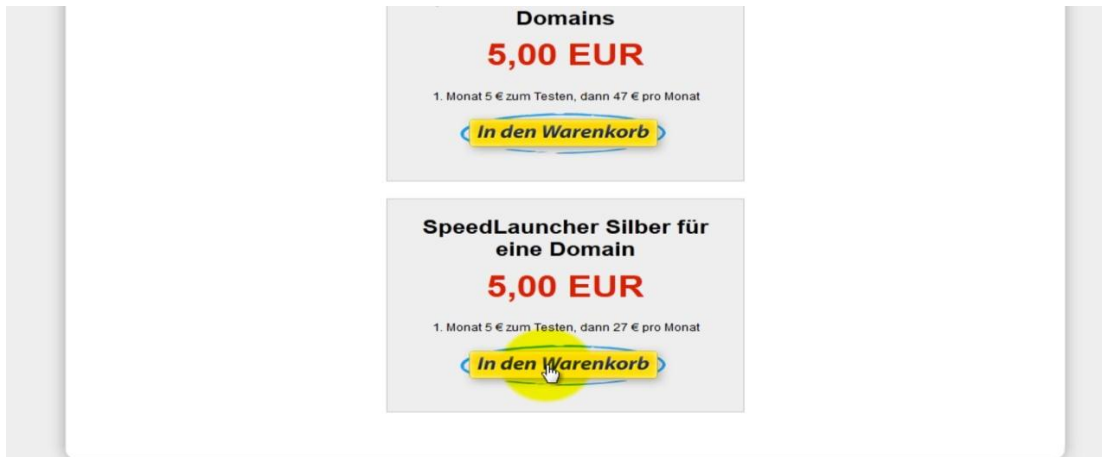 Domains
5,00 EUR
1. Monat 5 € zum Testen, dann 47 € pro Monat
In den Warenkorb
SpeedLauncher Silber für
eine Domain
5,00 EUR
1. Monat 5 € zum Testen, dann 27 € pro Monat
In den Warenkorb